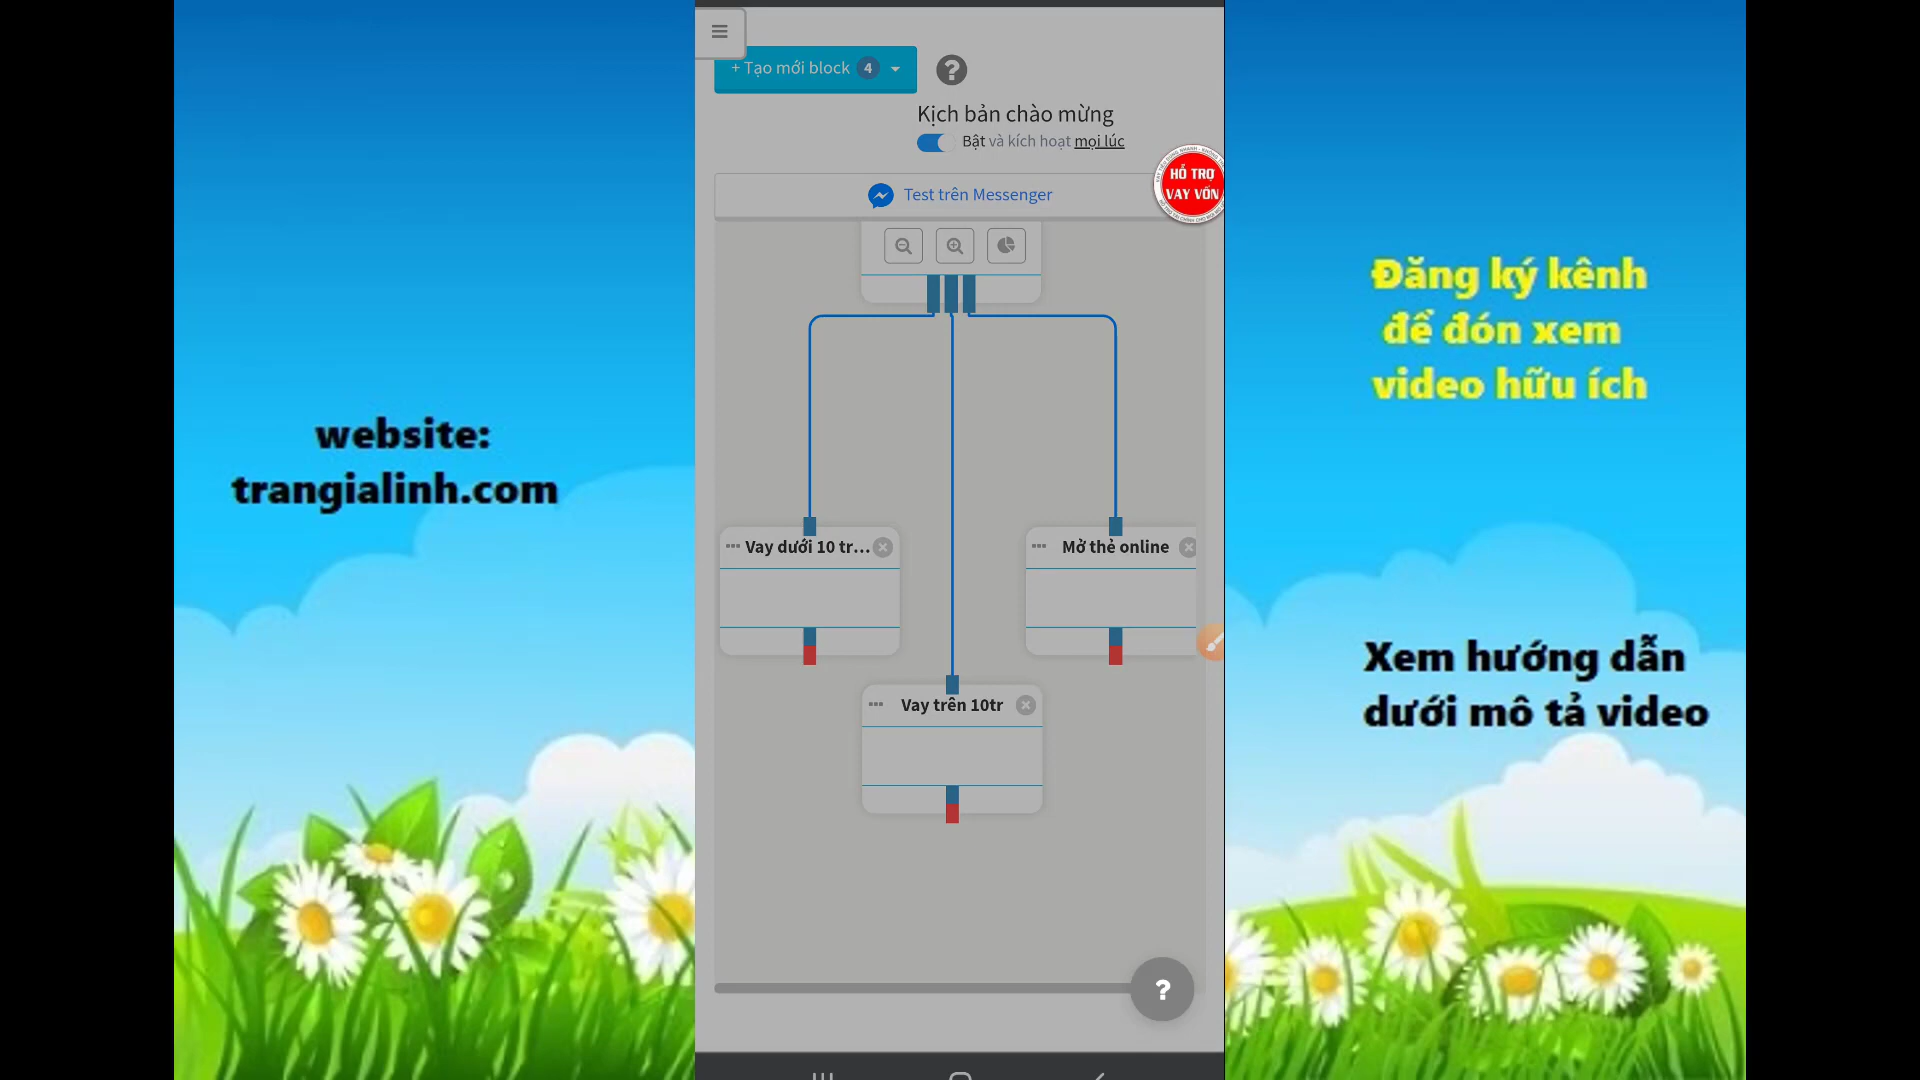 website:
trangialinh.com
+ Tạo mới block 4
?
Kịch bản chào mừng
Bật và kích hoạt mọi lúc
Test trên Messenger
HỖ TRỢ
VAY VỐN
Vay dưới 10 tr...
Mở thẻ online
Vay trên 10tr
?
Đăng ký kênh
để đón xem
video hữu ích
Xem hướng dẫn
dưới mô tả video